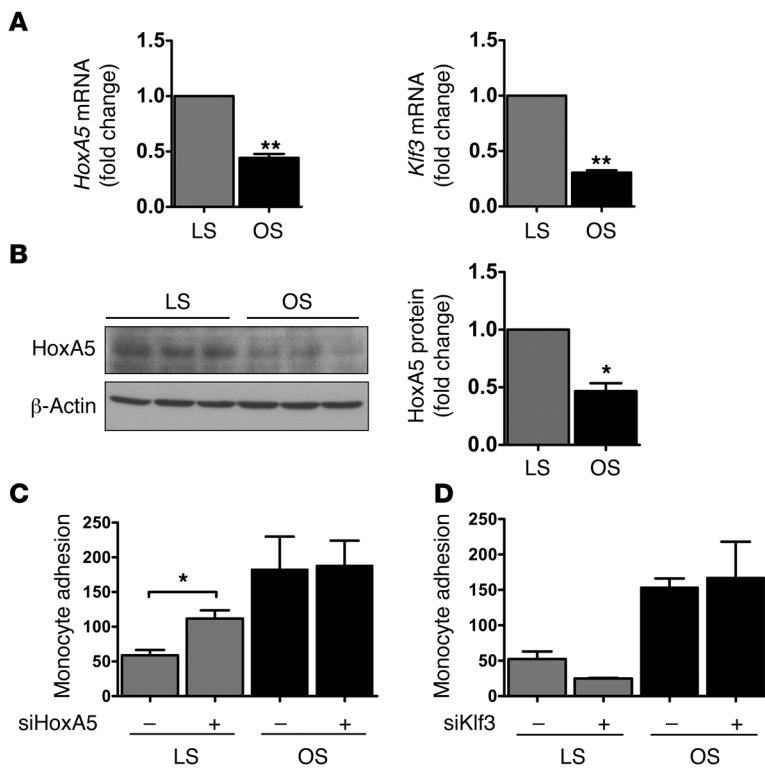 A
1.5
1.0
0.5
0.0
HoxA5 mRNA
(fold change)
**
LS OS
1.5
1.0
0.5
0.0
Klf3 mRNA
(fold change)
**
LS OS
B
LS OS
HoxA5
β-Actin
1.5
1.0
0.5
0.0
HoxA5 protein
(fold change)
*
LS OS
C
Monocyte adhesion
250
200
150
100
50
0
*
siHoxA5 – + – +
LS OS
D
Monocyte adhesion
250
200
150
100
50
0
siKlf3 – + – +
LS OS